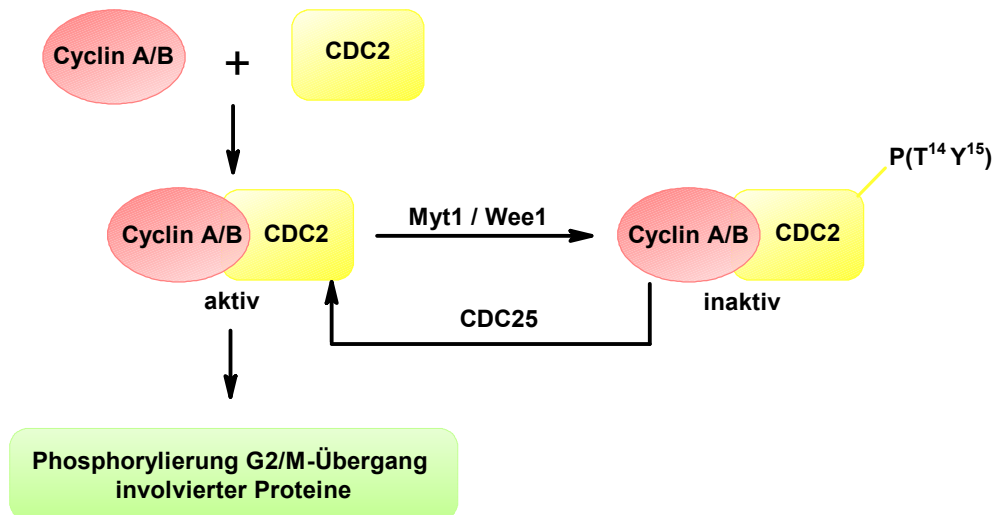 Cyclin A/B + CDC2
P(T¹⁴ Y¹⁵)
Cyclin A/B CDC2
Myt1 / Wee1
Cyclin A/B CDC2
aktiv
inaktiv
CDC25
Phosphorylierung G2/M-Übergang
involvierter Proteine